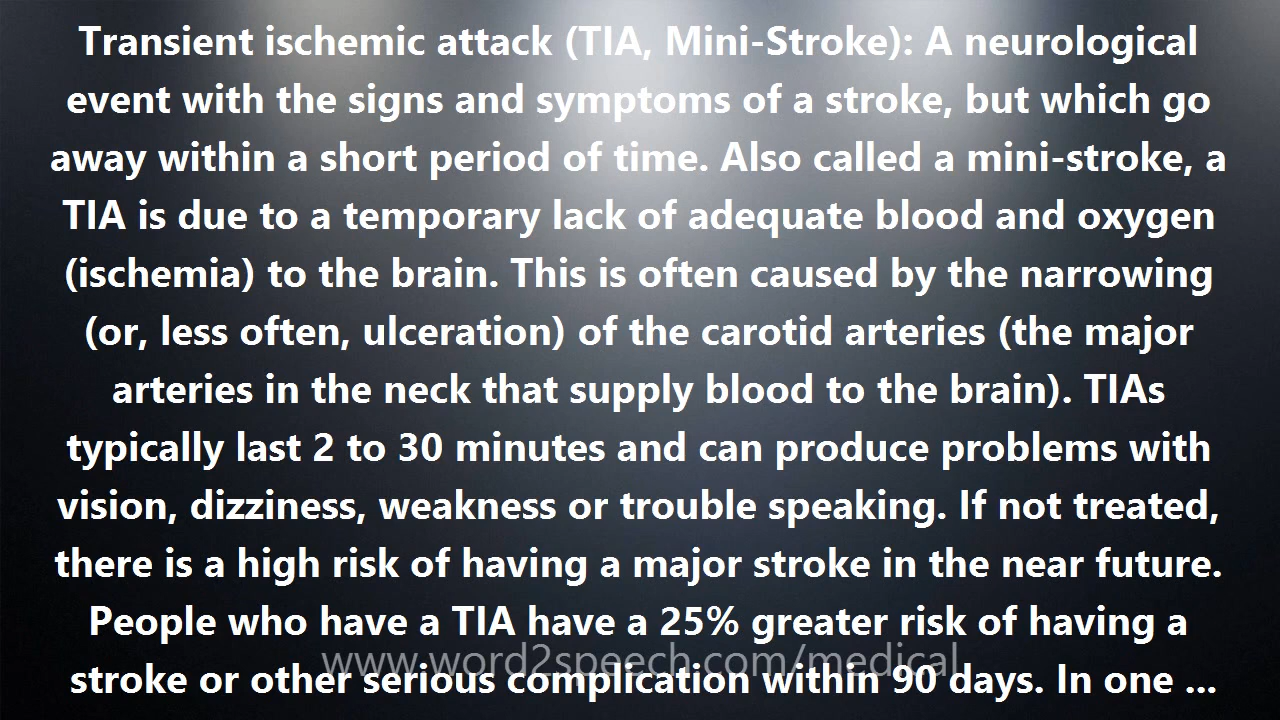 Transient ischemic attack (TIA, Mini-Stroke): A neurological
event with the signs and symptoms of a stroke, but which go
away within a short period of time. Also called a mini-stroke, a
TIA is due to a temporary lack of adequate blood and oxygen
(ischemia) to the brain. This is often caused by the narrowing
(or, less often, ulceration) of the carotid arteries (the major
arteries in the neck that supply blood to the brain). TIAs
typically last 2 to 30 minutes and can produce problems with
vision, dizziness, weakness or trouble speaking. If not treated,
there is a high risk of having a major stroke in the near future.
People who have a TIA have a 25% greater risk of having a
www.word2speech.com/medical
stroke or other serious complication within 90 days. In one ...